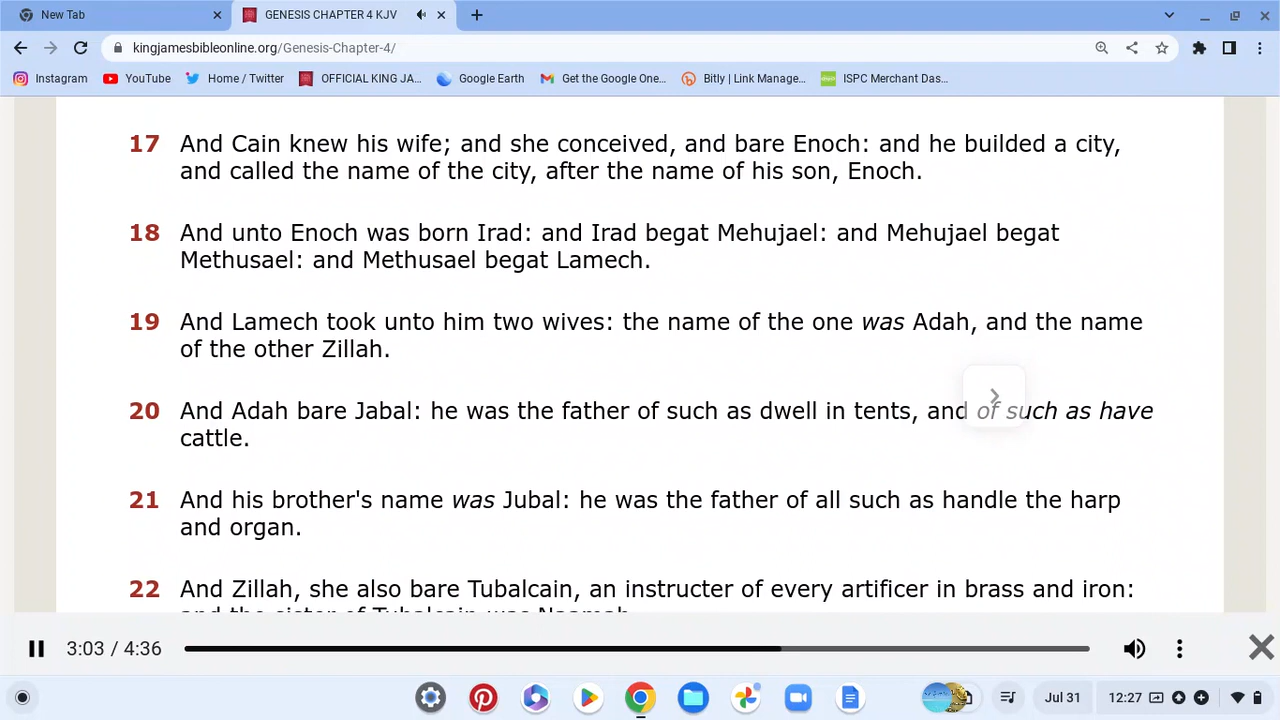 New Tab
GENESIS CHAPTER 4 KJV
kingjamesbibleonline.org/Genesis-Chapter-4/
Instagram YouTube Home / Twitter OFFICIAL KING JA... Google Earth Get the Google One... Bitly | Link Manage... ISPC Merchant Das...
17 And Cain knew his wife; and she conceived, and bare Enoch: and he builded a city,
and called the name of the city, after the name of his son, Enoch.
18 And unto Enoch was born Irad: and Irad begat Mehujael: and Mehujael begat
Methusael: and Methusael begat Lamech.
19 And Lamech took unto him two wives: the name of the one was Adah, and the name
of the other Zillah.
20 And Adah bare Jabal: he was the father of such as dwell in tents, and of such as have
cattle.
21 And his brother's name was Jubal: he was the father of all such as handle the harp
and organ.
22 And Zillah, she also bare Tubalcain, an instructer of every artificer in brass and iron:
and the sister of Tubalcain was Naamah.
3:03 / 4:36
Jul 31 12:27